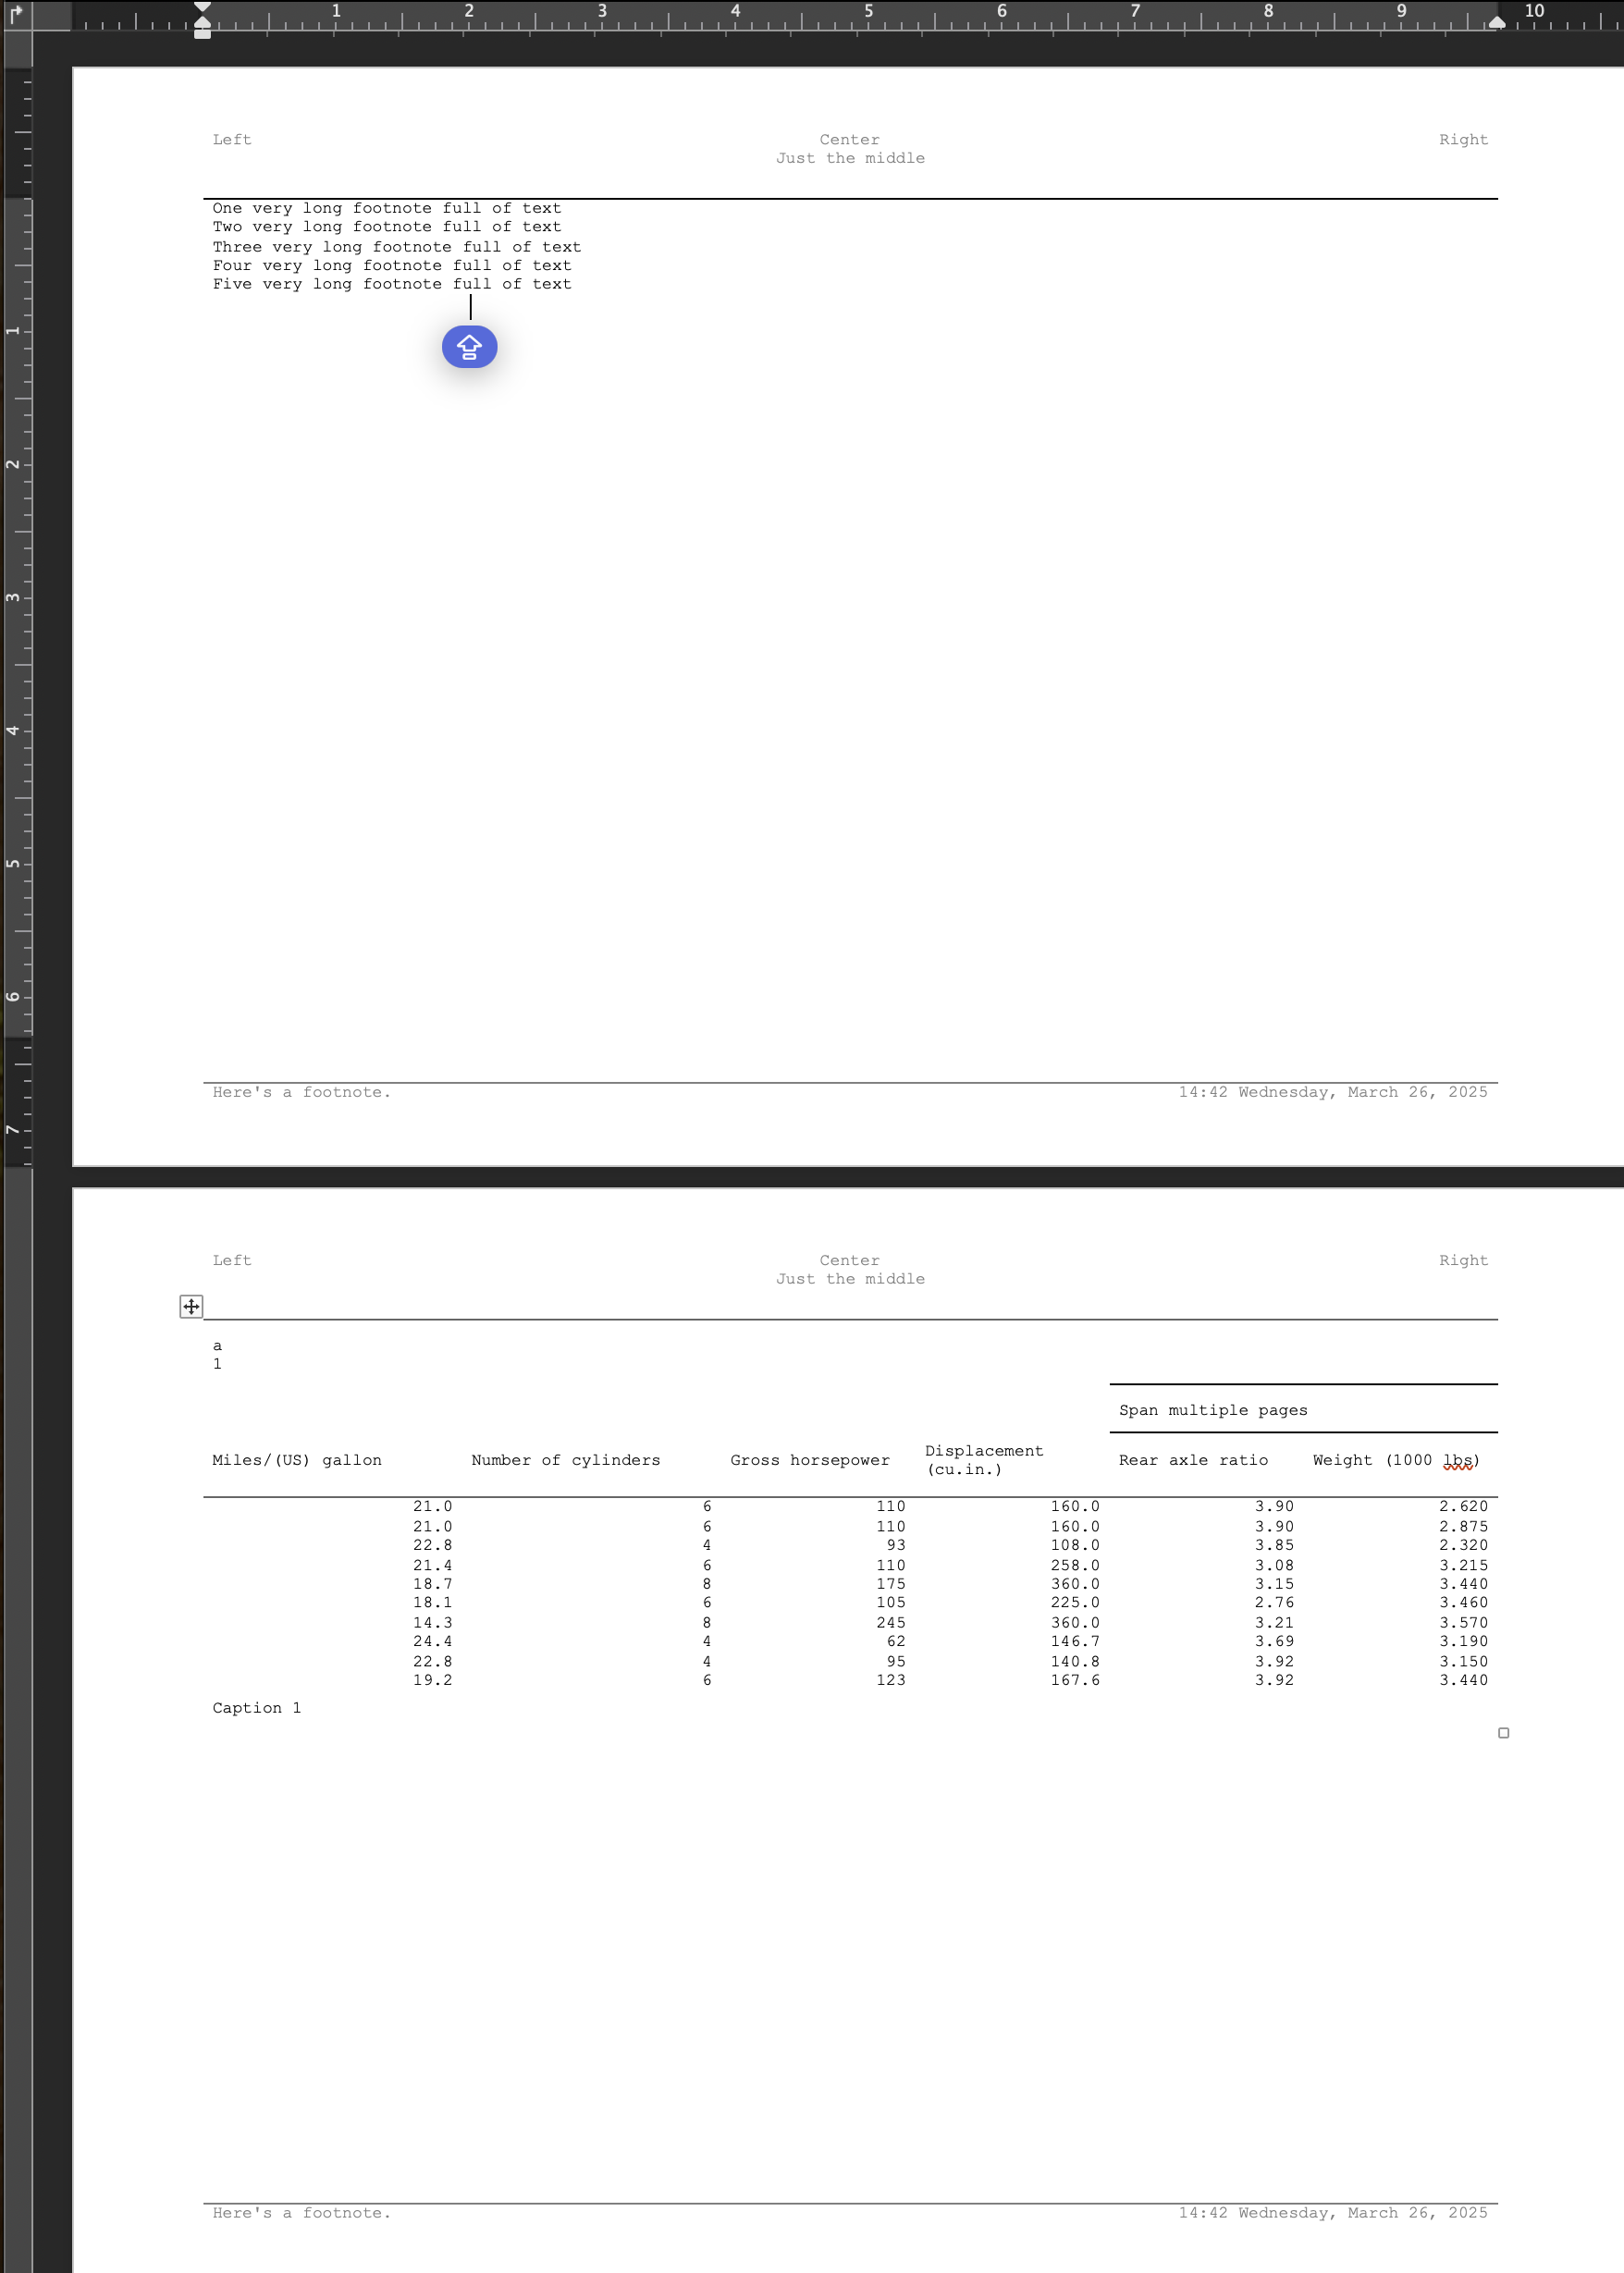 1 2 3 4 5 6 7 8 9 10
Left Center Right
Just the middle
One very long footnote full of text
Two very long footnote full of text
Three very long footnote full of text
Four very long footnote full of text
Five very long footnote full of text
1
2
3
4
5
6
7
Here's a footnote. 14:42 Wednesday, March 26, 2025
Left Center Right
Just the middle
a
1
Span multiple pages
Miles/(US) gallon Number of cylinders Gross horsepower Displacement (cu.in.) Rear axle ratio Weight (1000 lbs)
21.0 6 110 160.0 3.90 2.620
21.0 6 110 160.0 3.90 2.875
22.8 4 93 108.0 3.85 2.320
21.4 6 110 258.0 3.08 3.215
18.7 8 175 360.0 3.15 3.440
18.1 6 105 225.0 2.76 3.460
14.3 8 245 360.0 3.21 3.570
24.4 4 62 146.7 3.69 3.190
22.8 4 95 140.8 3.92 3.150
19.2 6 123 167.6 3.92 3.440
Caption 1
Here's a footnote. 14:42 Wednesday, March 26, 2025